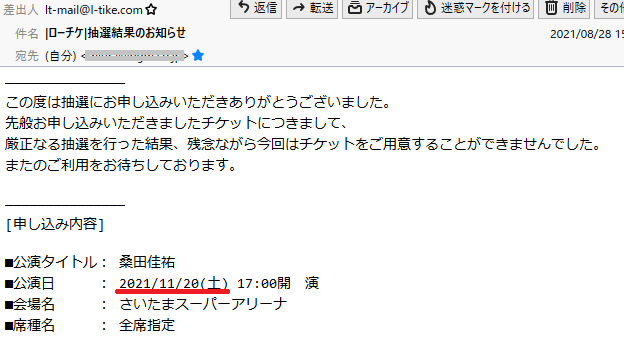 差出人 lt-mail@l-tike.com☆ 返信 転送 アーカイブ 迷惑マークを付ける 削除
件名 |ローチケ|抽選結果のお知らせ 2021/08/28
宛先 (自分) < >★
この度は抽選にお申し込みいただきありがとうございました。
先般お申し込みいただきましたチケットにつきまして、
厳正なる抽選を行った結果、残念ながら今回はチケットをご用意することができませんでした。
またのご利用をお待ちしております。
[申し込み内容]
■公演タイトル： 桑田佳祐
■公演日　　　： 2021/11/20(土) 17:00開　演
■会場名　　　： さいたまスーパーアリーナ
■席種名　　　： 全席指定